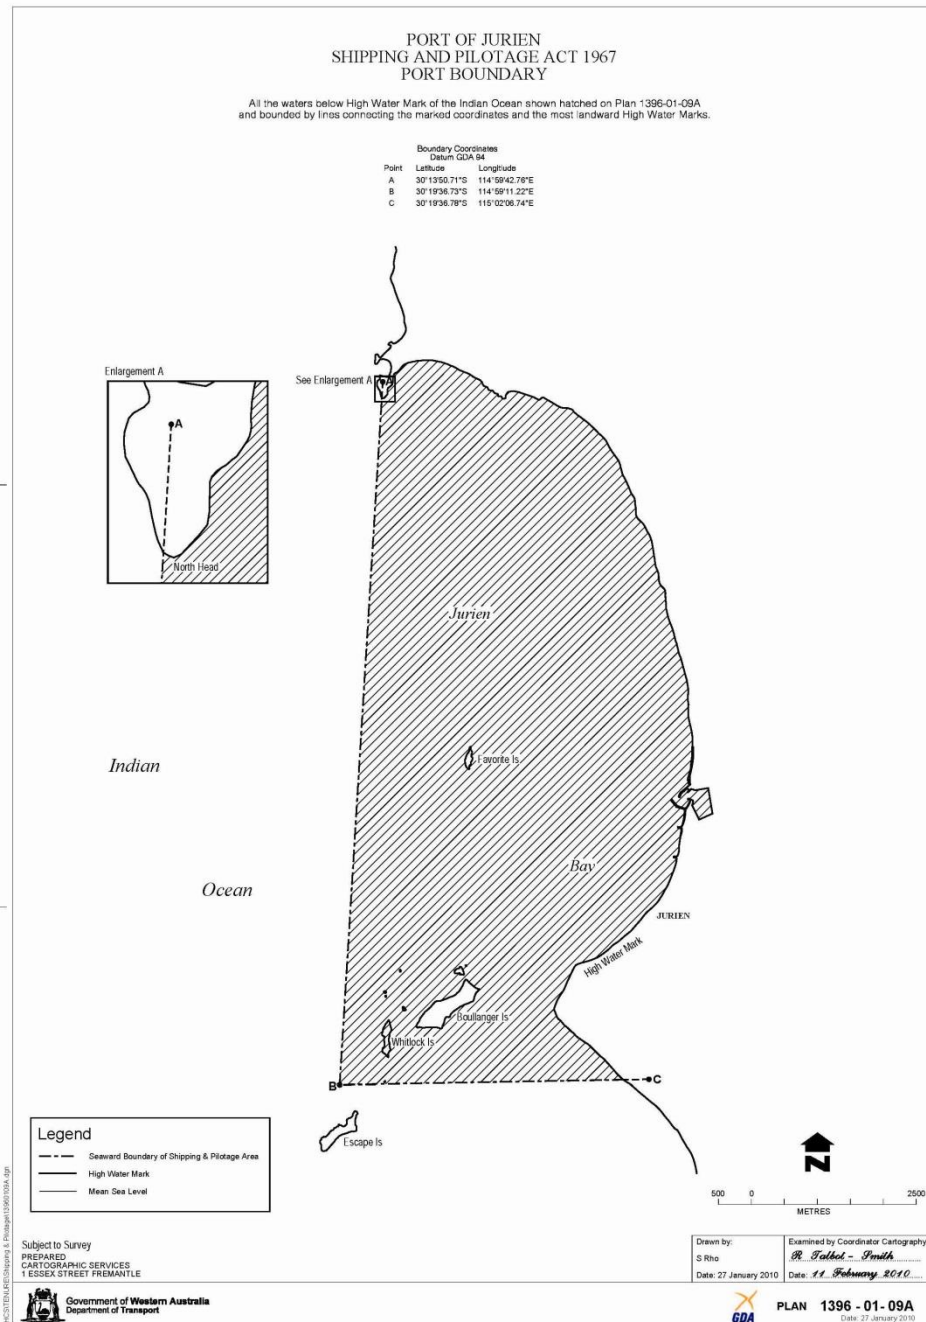 PORT OF JURIEN
SHIPPING AND PILOTAGE ACT 1967
PORT BOUNDARY
All the waters below High Water Mark of the Indian Ocean shown hatched on Plan 1396-01-09A
and bounded by lines connecting the marked coordinates and the most landward High Water Marks.
Boundary Coordinates
Datum GDA 94
Point Latitude Longitude
A 30°13'50.71"S 114°59'42.76"E
B 30°19'36.73"S 114°59'11.22"E
C 30°19'36.78"S 115°02'06.74"E
Enlargement A
See Enlargement A
A
A
North Head
Jurien
Indian
Favorite Is
Bay
Ocean
JURIEN
High Water Mark
Boullanger Is
Whitlock Is
B
C
Escape Is
Legend
Seaward Boundary of Shipping & Pilotage Area
High Water Mark
Mean Sea Level
N
500 0 2500
METRES
Subject to Survey
PREPARED
CARTOGRAPHIC SERVICES
1 ESSEX STREET FREMANTLE
Drawn by:
S Rho
Date: 27 January 2010
Examined by Coordinator Cartography
R Talbot - Smith
Date: 11 February 2010
Government of Western Australia
Department of Transport
GDA
PLAN 1396 - 01- 09A
Date: 27 January 2010